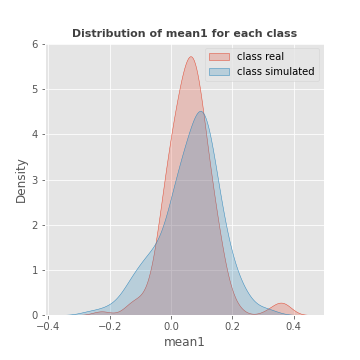 Distribution of mean1 for each class
class real
class simulated
Density
6
5
4
3
2
1
0
−0.4 −0.2 0.0 0.2 0.4
mean1